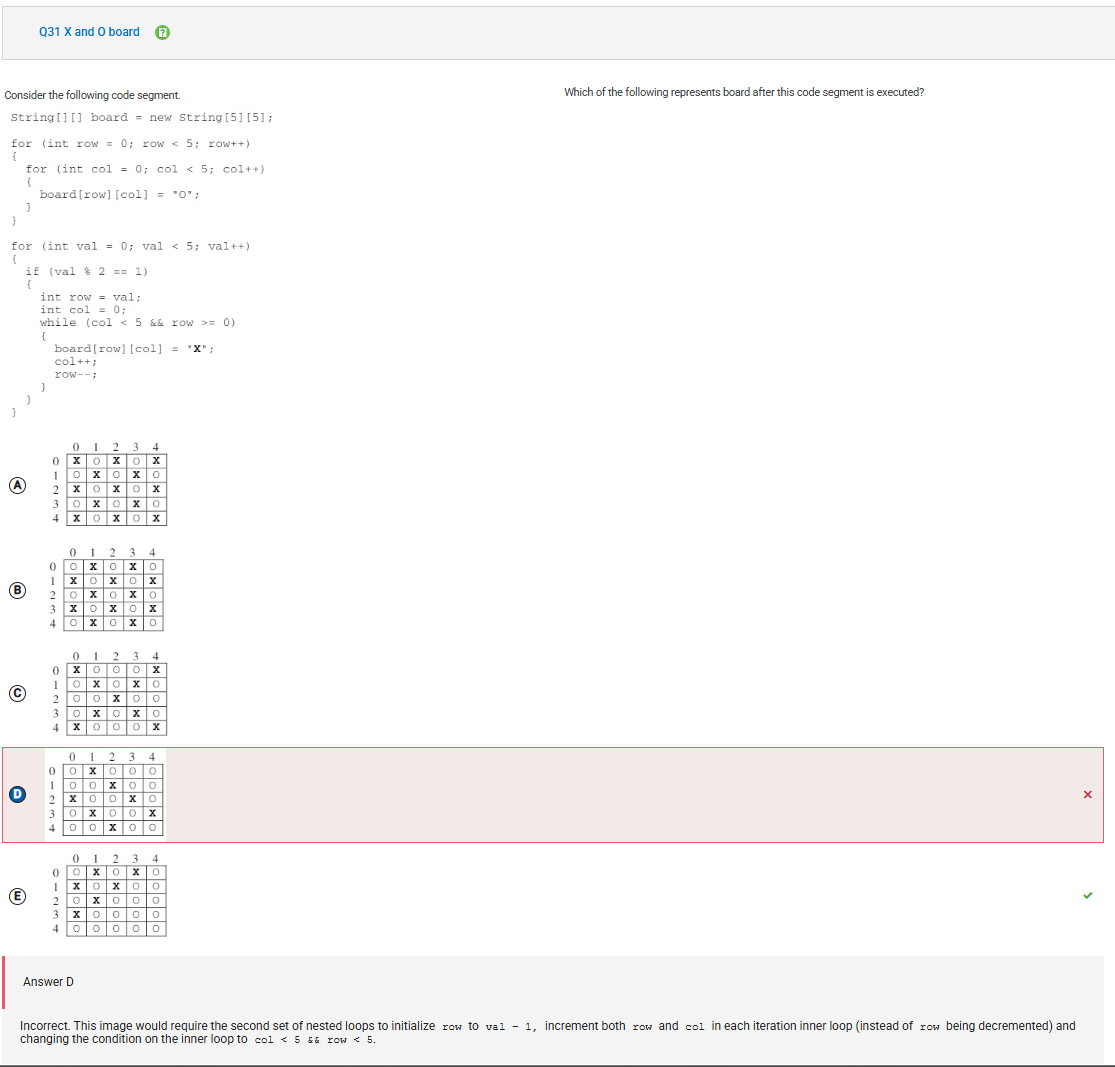 Q31 X and O board
Consider the following code segment.
Which of the following represents board after this code segment is executed?
String[][] board = new String[5][5];
for (int row = 0; row < 5; row++)
{
for (int col = 0; col < 5; col++)
{
board[row][col] = "O";
}
}
for (int val = 0; val < 5; val++)
{
if (val % 2 == 1)
{
int row = val;
int col = 0;
while (col < 5 && row >= 0)
{
board[row][col] = "X";
col++;
row--;
}
}
}
A
0 1 2 3 4
0 X O X O X
1 O X O X O
2 X O X O X
3 O X O X O
4 X O X O X
B
0 1 2 3 4
0 O X O X O
1 X O X O X
2 O X O X O
3 X O X O X
4 O X O X O
C
0 1 2 3 4
0 X O O O X
1 O X O X O
2 O O X O O
3 O X O X O
4 X O O O X
D
0 1 2 3 4
0 O X O O O
1 O O X O O
2 X O O X O
3 O X O O X
4 O O X O O
E
0 1 2 3 4
0 O X O X O
1 X O X O O
2 O X O O O
3 X O O O O
4 O O O O O
Answer D
Incorrect. This image would require the second set of nested loops to initialize row to val - 1, increment both row and col in each iteration inner loop (instead of row being decremented) and
changing the condition on the inner loop to col < 5 && row < 5.